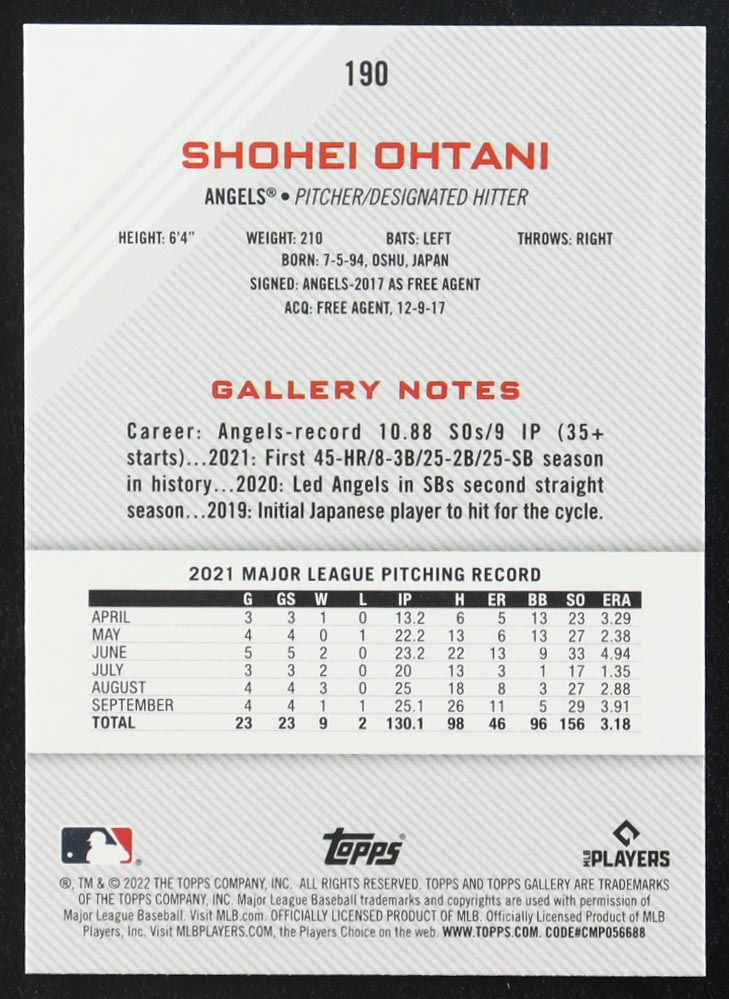 190
SHOHEI OHTANI
ANGELS® • PITCHER/DESIGNATED HITTER
HEIGHT: 6'4" WEIGHT: 210 BATS: LEFT THROWS: RIGHT
BORN: 7-5-94, OSHU, JAPAN
SIGNED: ANGELS-2017 AS FREE AGENT
ACQ: FREE AGENT, 12-9-17
GALLERY NOTES
Career: Angels-record 10.88 SOs/9 IP (35+
starts)...2021: First 45-HR/8-3B/25-2B/25-SB season
in history...2020: Led Angels in SBs second straight
season...2019: Initial Japanese player to hit for the cycle.
2021 MAJOR LEAGUE PITCHING RECORD
G GS W L IP H ER BB SO ERA
APRIL 3 3 1 0 13.2 6 5 13 23 3.29
MAY 4 4 0 1 22.2 13 6 13 27 2.38
JUNE 5 5 2 0 23.2 22 13 9 33 4.94
JULY 3 3 2 0 20 13 3 1 17 1.35
AUGUST 4 4 3 0 25 18 8 3 27 2.88
SEPTEMBER 4 4 1 1 25.1 26 11 5 29 3.91
TOTAL 23 23 9 2 130.1 98 46 96 156 3.18
® Topps® MLB PLAYERS
®, TM & © 2022 THE TOPPS COMPANY, INC. ALL RIGHTS RESERVED. TOPPS AND TOPPS GALLERY ARE TRADEMARKS
OF THE TOPPS COMPANY, INC. Major League Baseball trademarks and copyrights are used with permission of
Major League Baseball. Visit MLB.com. OFFICIALLY LICENSED PRODUCT OF MLB. Officially Licensed Product of MLB
Players, Inc. Visit MLBPLAYERS.COM, the Players Choice on the web. WWW.TOPPS.COM. CODE#CMP056688